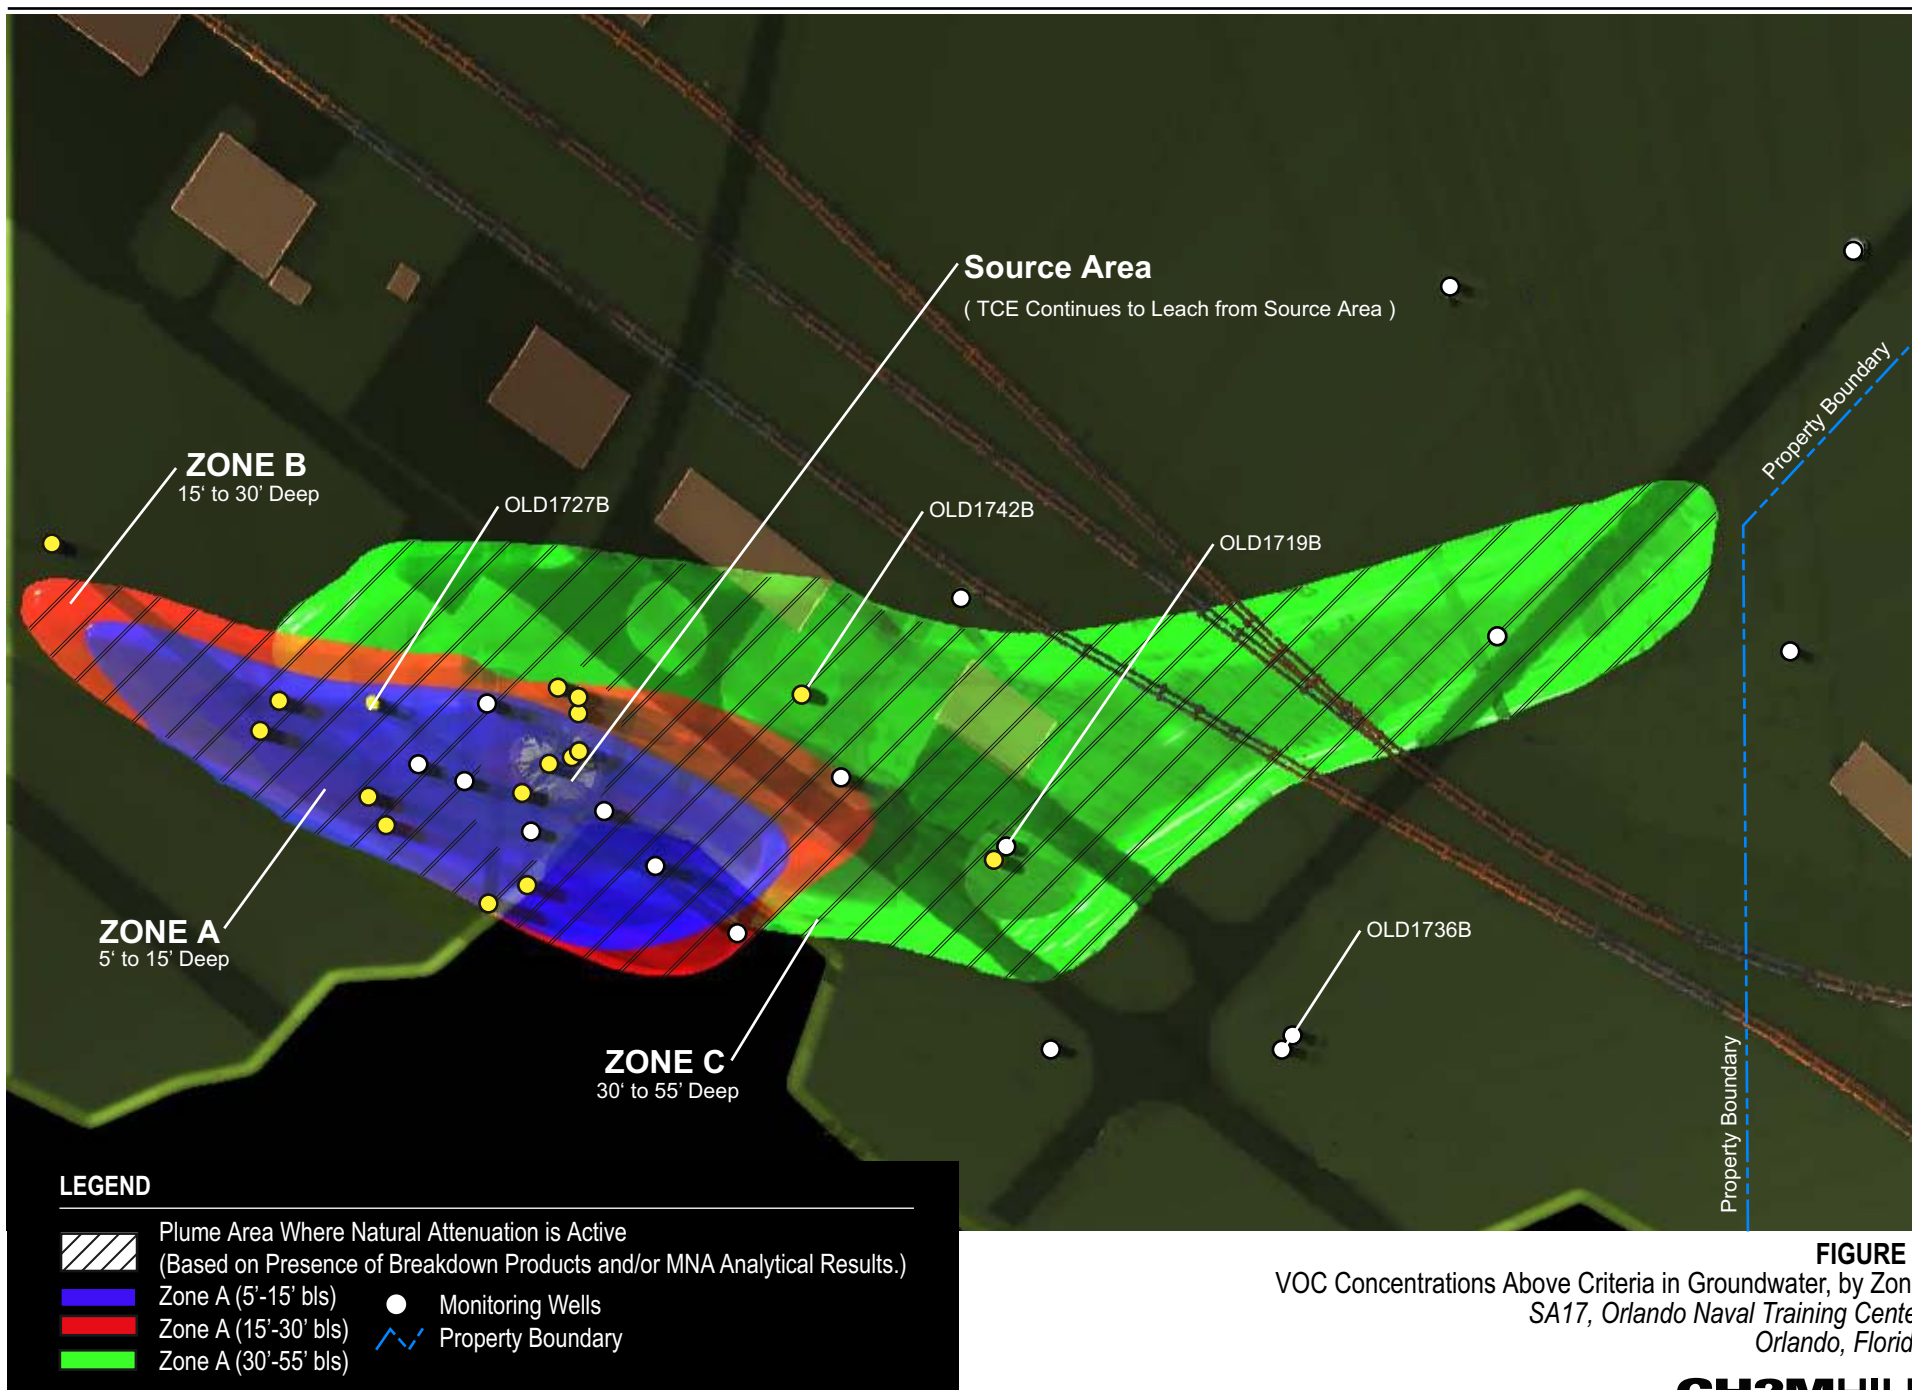 Source Area
( TCE Continues to Leach from Source Area )
Property Boundary
ZONE B
15‘ to 30’ Deep
OLD1727B
OLD1742B
OLD1719B
ZONE A
5‘ to 15’ Deep
OLD1736B
ZONE C
30‘ to 55’ Deep
Property Boundary
LEGEND
Plume Area Where Natural Attenuation is Active
(Based on Presence of Breakdown Products and/or MNA Analytical Results.)
Zone A (5’-15’ bls)
Zone A (15’-30’ bls)
Zone A (30’-55’ bls)
Monitoring Wells
Property Boundary
FIGURE
VOC Concentrations Above Criteria in Groundwater, by Zon
SA17, Orlando Naval Training Cente
Orlando, Florid